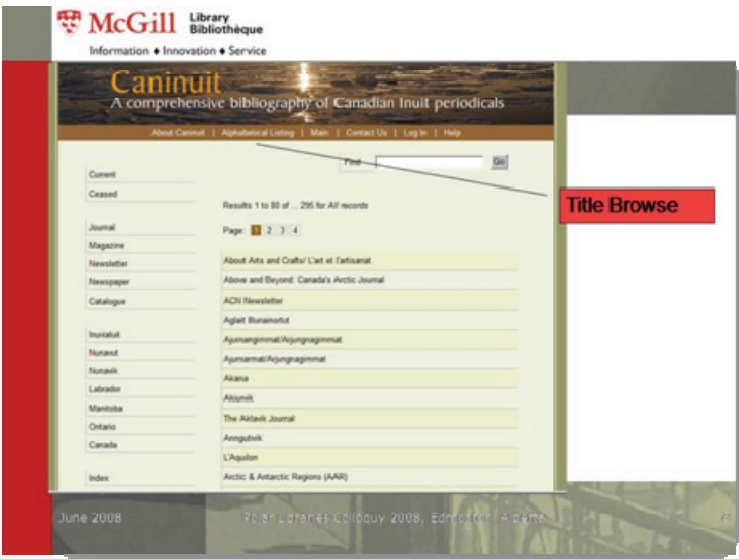 McGill Library
Bibliothèque
Information ♦ Innovation ♦ Service
Caninuit
A comprehensive bibliography of Canadian Inuit periodicals
About Caninuit | Alphabetical Listing | Main | Contact Us | Log In | Help
Find Go
Current
Ceased
Journal
Magazine
Newsletter
Newspaper
Catalogue
Inuvialuit
Nunavut
Nunavik
Labrador
Manitoba
Ontario
Canada
Index
Results 1 to 80 of ... 295 for All records
Page: 1 2 3 4
About Arts and Crafts/ L'art et l'artisanat
Above and Beyond: Canada's Arctic Journal
ACN Newsletter
Aglait Illunainortut
Ajurnangimmat/Arjungnagimmat
Ajurnarmat/Arjungnagimmat
Akana
Akiumik
The Aklavik Journal
Anngutivik
L'Aquilon
Arctic & Antarctic Regions (AAR)
Title Browse
June 2008
Polar Libraries Colloquy 2008, Edmonton, Alberta